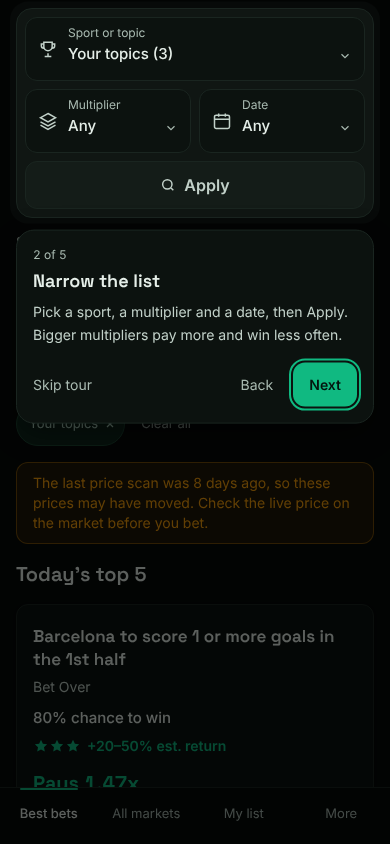 Sport or topic
Your topics (3)
Multiplier
Any
Date
Any
Apply
2 of 5
Narrow the list
Pick a sport, a multiplier and a date, then Apply.
Bigger multipliers pay more and win less often.
Skip tour
Back
Next
Your topics ×
Clear all
The last price scan was 8 days ago, so these
prices may have moved. Check the live price on
the market before you bet.
Today's top 5
Barcelona to score 1 or more goals in
the 1st half
Bet Over
80% chance to win
+20–50% est. return
Pays 1.47x
Best bets
All markets
My list
More